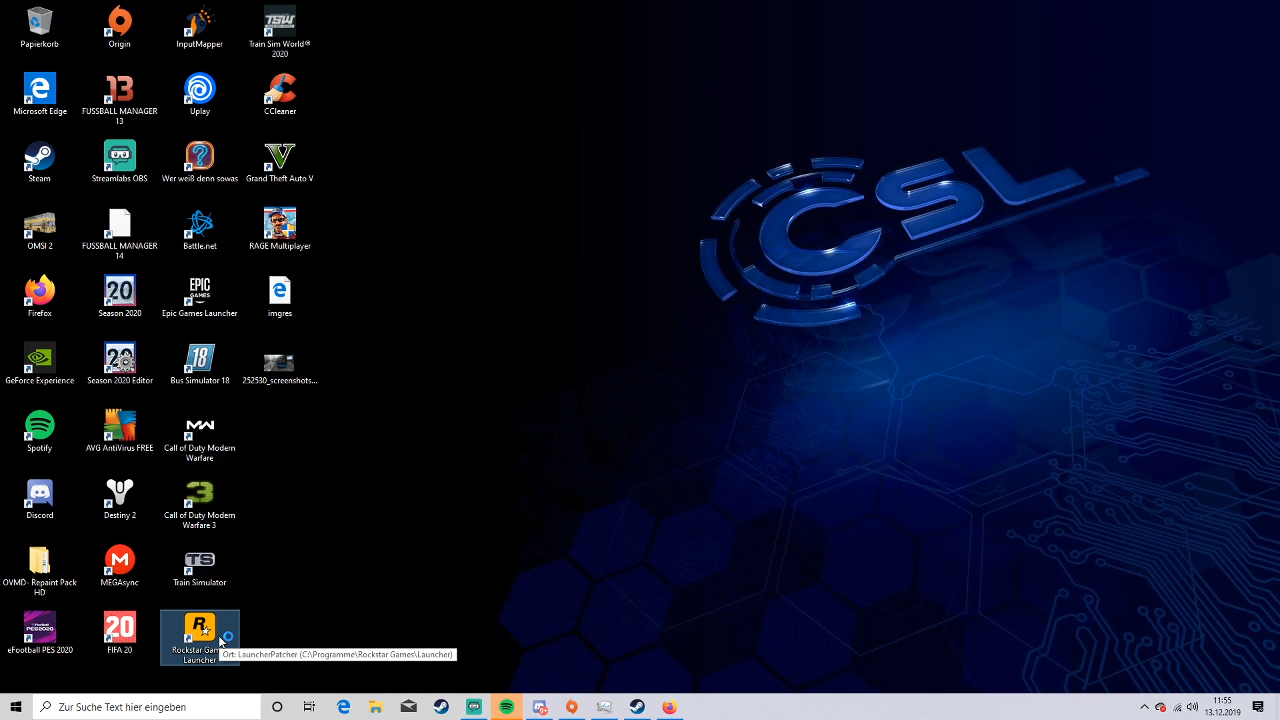 Papierkorb
Origin
InputMapper
Train Sim World®
2020
TSW
Microsoft Edge
FUSSBALL MANAGER
13
Uplay
CCleaner
Steam
Streamlabs OBS
Wer weiß denn sowas
Grand Theft Auto V
OMSI 2
FUSSBALL MANAGER
14
Battle.net
RAGE Multiplayer
Firefox
20
Season 2020
EPIC
GAMES
Epic Games Launcher
imgres
GeForce Experience
Season 2020 Editor
18
Bus Simulator 18
252530_screenshots...
Spotify
AVG AntiVirus FREE
Call of Duty Modern
Warfare
Discord
Destiny 2
3
Call of Duty Modern
Warfare 3
OVMD- Repaint Pack
HD
MEGAsync
TS
Train Simulator
eFootball PES 2020
20
FIFA 20
Ort: LauncherPatcher (C:\Programme\Rockstar Games\Launcher)
Launcher
CSL
Zur Suche Text hier eingeben
11:55
13.12.2019